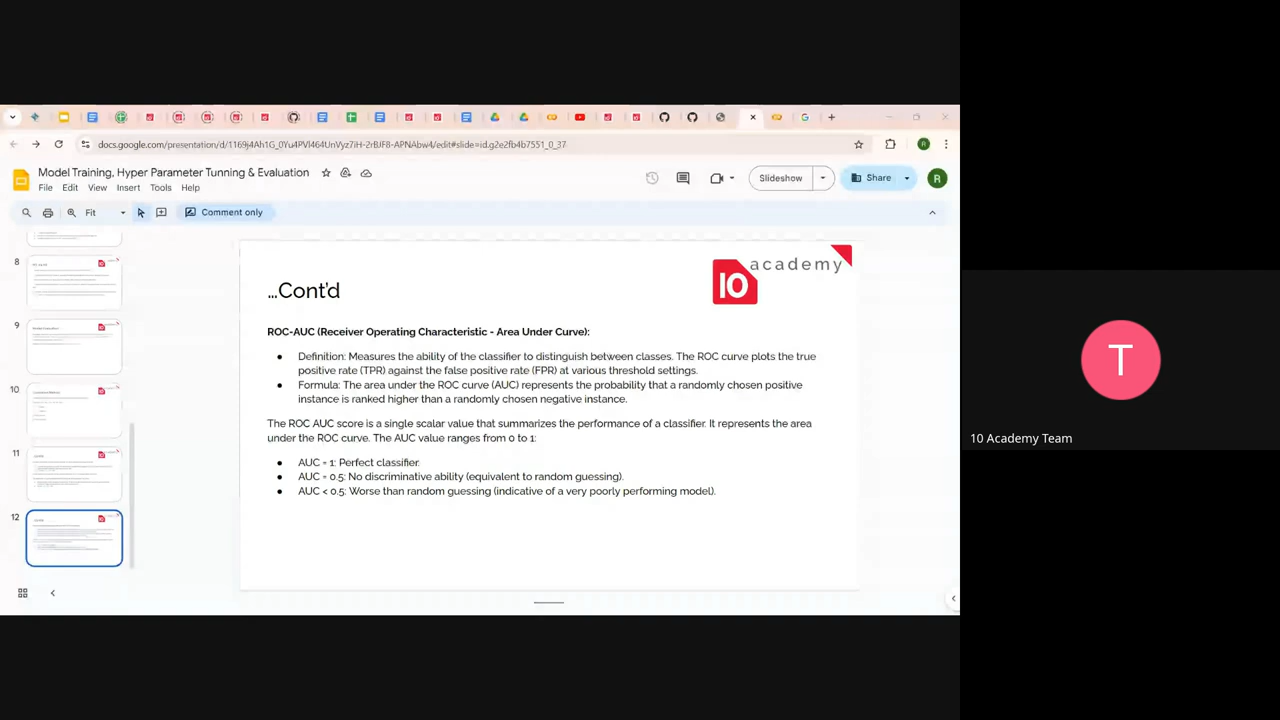 docs.google.com/presentation/d/1169j4Ah1G_0Yu4PVl464UnVyz7iH-2rBJF8-APNAbw4/edit#slide=id.g2e2fb4b7551_0_37
R
Model Training, Hyper Parameter Tunning & Evaluation
File Edit View Insert Tools Help
Slideshow
Share
R
Fit
Comment only
8
9
10
11
12
10 academy
...Cont'd
ROC-AUC (Receiver Operating Characteristic - Area Under Curve):
● Definition: Measures the ability of the classifier to distinguish between classes. The ROC curve plots the true
positive rate (TPR) against the false positive rate (FPR) at various threshold settings.
● Formula: The area under the ROC curve (AUC) represents the probability that a randomly chosen positive
instance is ranked higher than a randomly chosen negative instance.
The ROC AUC score is a single scalar value that summarizes the performance of a classifier. It represents the area
under the ROC curve. The AUC value ranges from 0 to 1:
● AUC = 1: Perfect classifier.
● AUC = 0.5: No discriminative ability (equivalent to random guessing).
● AUC < 0.5: Worse than random guessing (indicative of a very poorly performing model).
T
10 Academy Team